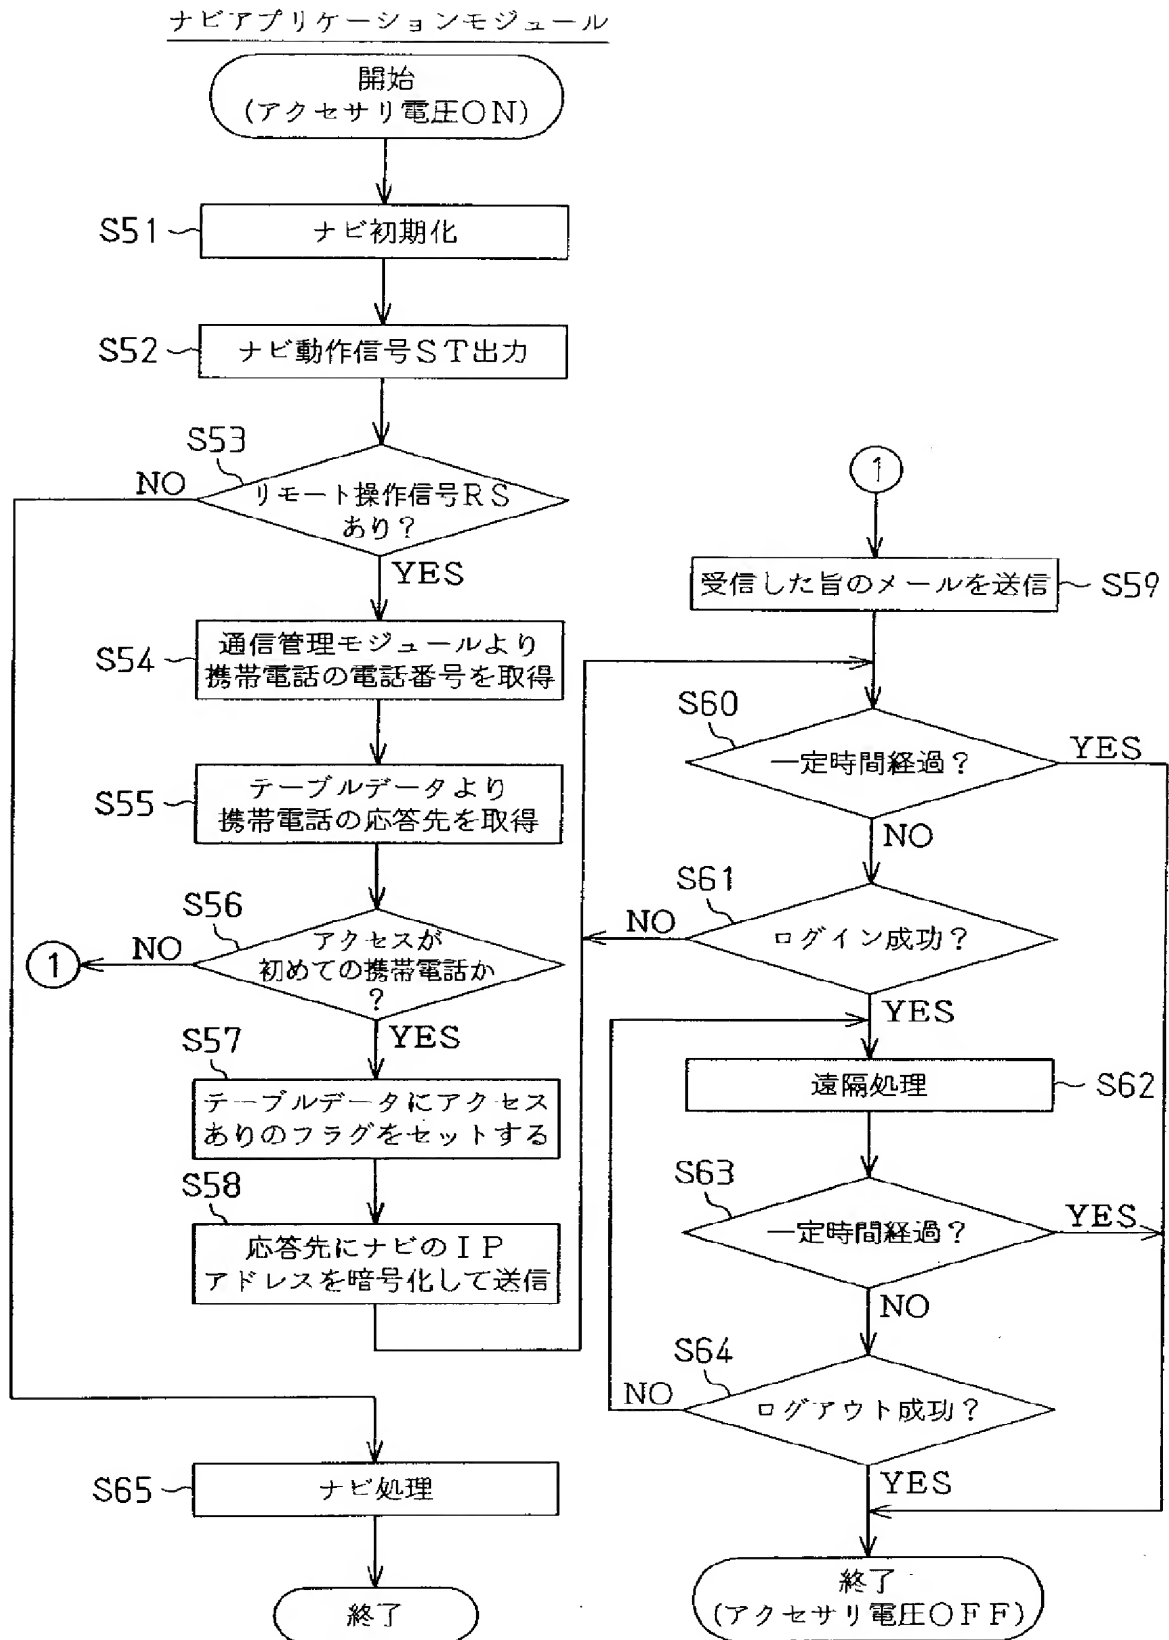 ナビアプリケーションモジュール
開始
(アクセサリ電圧ON)
S51
ナビ初期化
S52
ナビ動作信号ST出力
S53
NO
リモート操作信号RS
あり?
YES
S54
通信管理モジュールより
携帯電話の電話番号を取得
S55
テーブルデータより
携帯電話の応答先を取得
S56
NO
1
アクセスが
初めての携帯電話か
?
YES
S57
テーブルデータにアクセス
ありのフラグをセットする
S58
応答先にナビのIP
アドレスを暗号化して送信
S65
ナビ処理
終了
1
受信した旨のメールを送信
S59
S60
一定時間経過?
YES
NO
S61
NO
ログイン成功?
YES
遠隔処理
S62
S63
一定時間経過?
YES
NO
S64
NO
ログアウト成功?
YES
終了
(アクセサリ電圧OFF)